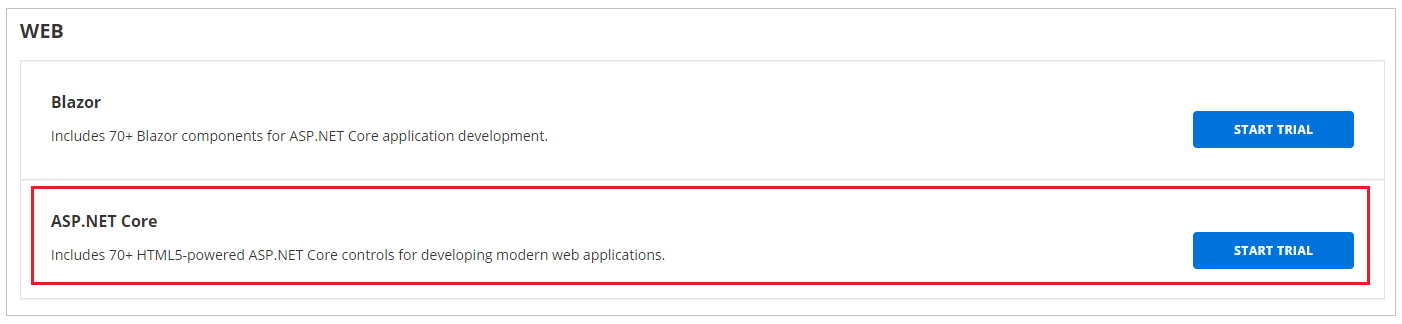 WEB
Blazor
Includes 70+ Blazor components for ASP.NET Core application development.
START TRIAL
ASP.NET Core
Includes 70+ HTML5-powered ASP.NET Core controls for developing modern web applications.
START TRIAL